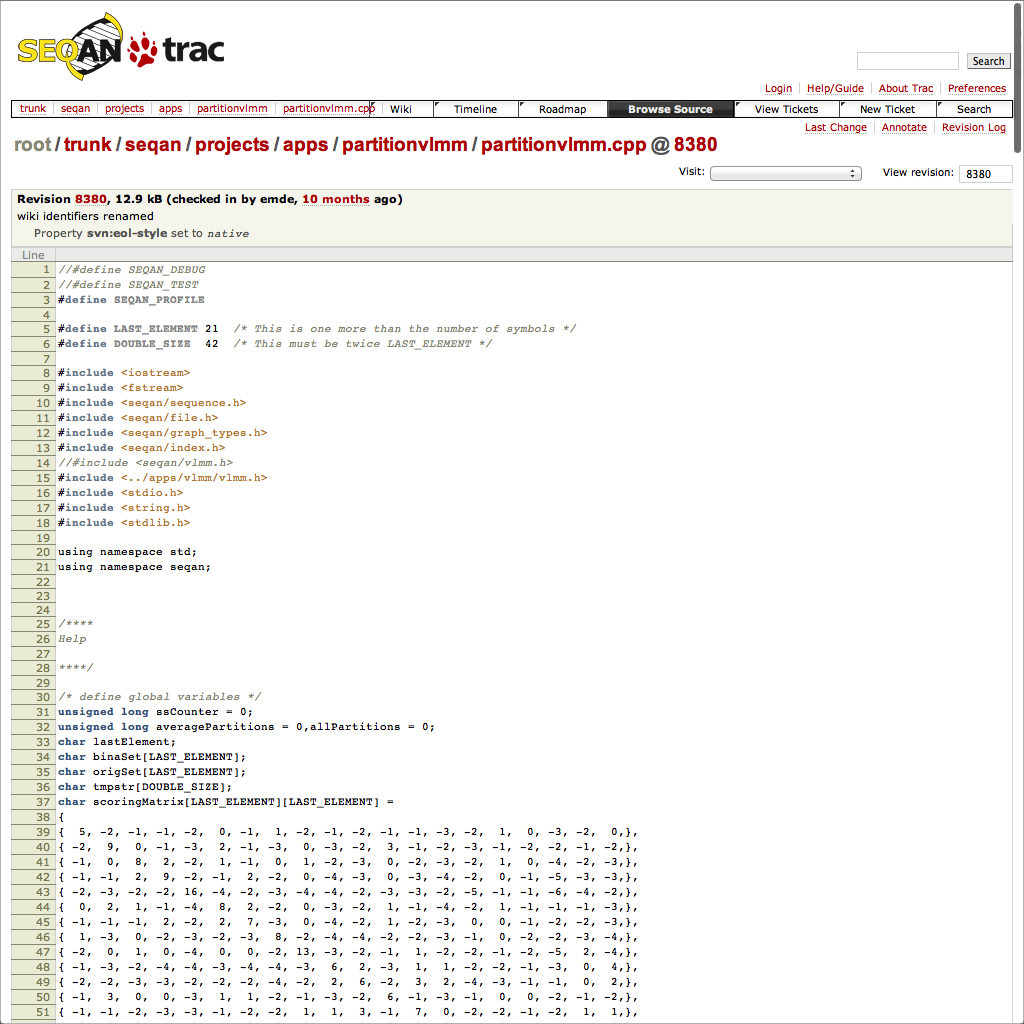 SEQAN trac
Search
Login Help/Guide About Trac Preferences
trunk seqan projects apps partitionvlmm partitionvlmm.cpp Wiki Timeline Roadmap Browse Source View Tickets New Ticket Search
Last Change Annotate Revision Log
root / trunk / seqan / projects / apps / partitionvlmm / partitionvlmm.cpp @ 8380
Visit: View revision: 8380
Revision 8380, 12.9 kB (checked in by emde, 10 months ago)
wiki identifiers renamed
Property svn:eol-style set to native
Line
1 //#define SEQAN_DEBUG
2 //#define SEQAN_TEST
3 #define SEQAN_PROFILE
4
5 #define LAST_ELEMENT 21 /* This is one more than the number of symbols */
6 #define DOUBLE_SIZE 42 /* This must be twice LAST_ELEMENT */
7
8 #include <iostream>
9 #include <fstream>
10 #include <seqan/sequence.h>
11 #include <seqan/file.h>
12 #include <seqan/graph_types.h>
13 #include <seqan/index.h>
14 //#include <seqan/vlmm.h>
15 #include <../apps/vlmm/vlmm.h>
16 #include <stdio.h>
17 #include <string.h>
18 #include <stdlib.h>
19
20 using namespace std;
21 using namespace seqan;
22
23
24
25 /****
26 Help
27
28 ****/
29
30 /* define global variables */
31 unsigned long ssCounter = 0;
32 unsigned long averagePartitions = 0,allPartitions = 0;
33 char lastElement;
34 char binaSet[LAST_ELEMENT];
35 char origSet[LAST_ELEMENT];
36 char tmpstr[DOUBLE_SIZE];
37 char scoringMatrix[LAST_ELEMENT][LAST_ELEMENT] =
38 {
39 { 5, -2, -1, -1, -2, 0, -1, 1, -2, -1, -2, -1, -1, -3, -2, 1, 0, -3, -2, 0,},
40 { -2, 9, 0, -1, -3, 2, -1, -3, 0, -3, -2, 3, -1, -2, -3, -1, -2, -2, -1, -2,},
41 { -1, 0, 8, 2, -2, 1, -1, 0, 1, -2, -3, 0, -2, -3, -2, 1, 0, -4, -2, -3,},
42 { -1, -1, 2, 9, -2, -1, 2, -2, 0, -4, -3, 0, -3, -4, -2, 0, -1, -5, -3, -3,},
43 { -2, -3, -2, -2, 16, -4, -2, -3, -4, -4, -2, -3, -3, -2, -5, -1, -1, -6, -4, -2,},
44 { 0, 2, 1, -1, -4, 8, 2, -2, 0, -3, -2, 1, -1, -4, -2, 1, -1, -1, -1, -3,},
45 { -1, -1, -1, 2, -2, 2, 7, -3, 0, -4, -2, 1, -2, -3, 0, 0, -1, -2, -2, -3,},
46 { 1, -3, 0, -2, -3, -2, -3, 8, -2, -4, -4, -2, -2, -3, -1, 0, -2, -2, -3, -4,},
47 { -2, 0, 1, 0, -4, 0, 0, -2, 13, -3, -2, -1, 1, -2, -2, -1, -2, -5, 2, -4,},
48 { -1, -3, -2, -4, -4, -3, -4, -4, -3, 6, 2, -3, 1, 1, -2, -2, -1, -3, 0, 4,},
49 { -2, -2, -3, -3, -2, -2, -2, -4, -2, 2, 6, -2, 3, 2, -4, -3, -1, -1, 0, 2,},
50 { -1, 3, 0, 0, -3, 1, 1, -2, -1, -3, -2, 6, -1, -3, -1, 0, 0, -2, -1, -2,},
51 { -1, -1, -2, -3, -3, -1, -2, -2, 1, 1, 3, -1, 7, 0, -2, -2, -1, -2, 1, 1,},